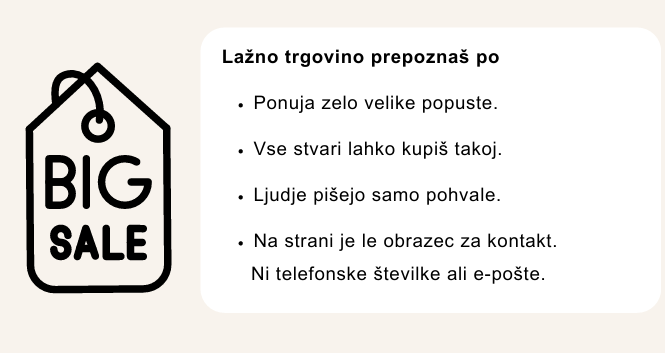 BIG
SALE
Lažno trgovino prepoznaš po
• Ponuja zelo velike popuste.
• Vse stvari lahko kupiš takoj.
• Ljudje pišejo samo pohvale.
• Na strani je le obrazec za kontakt.
Ni telefonske številke ali e-pošte.